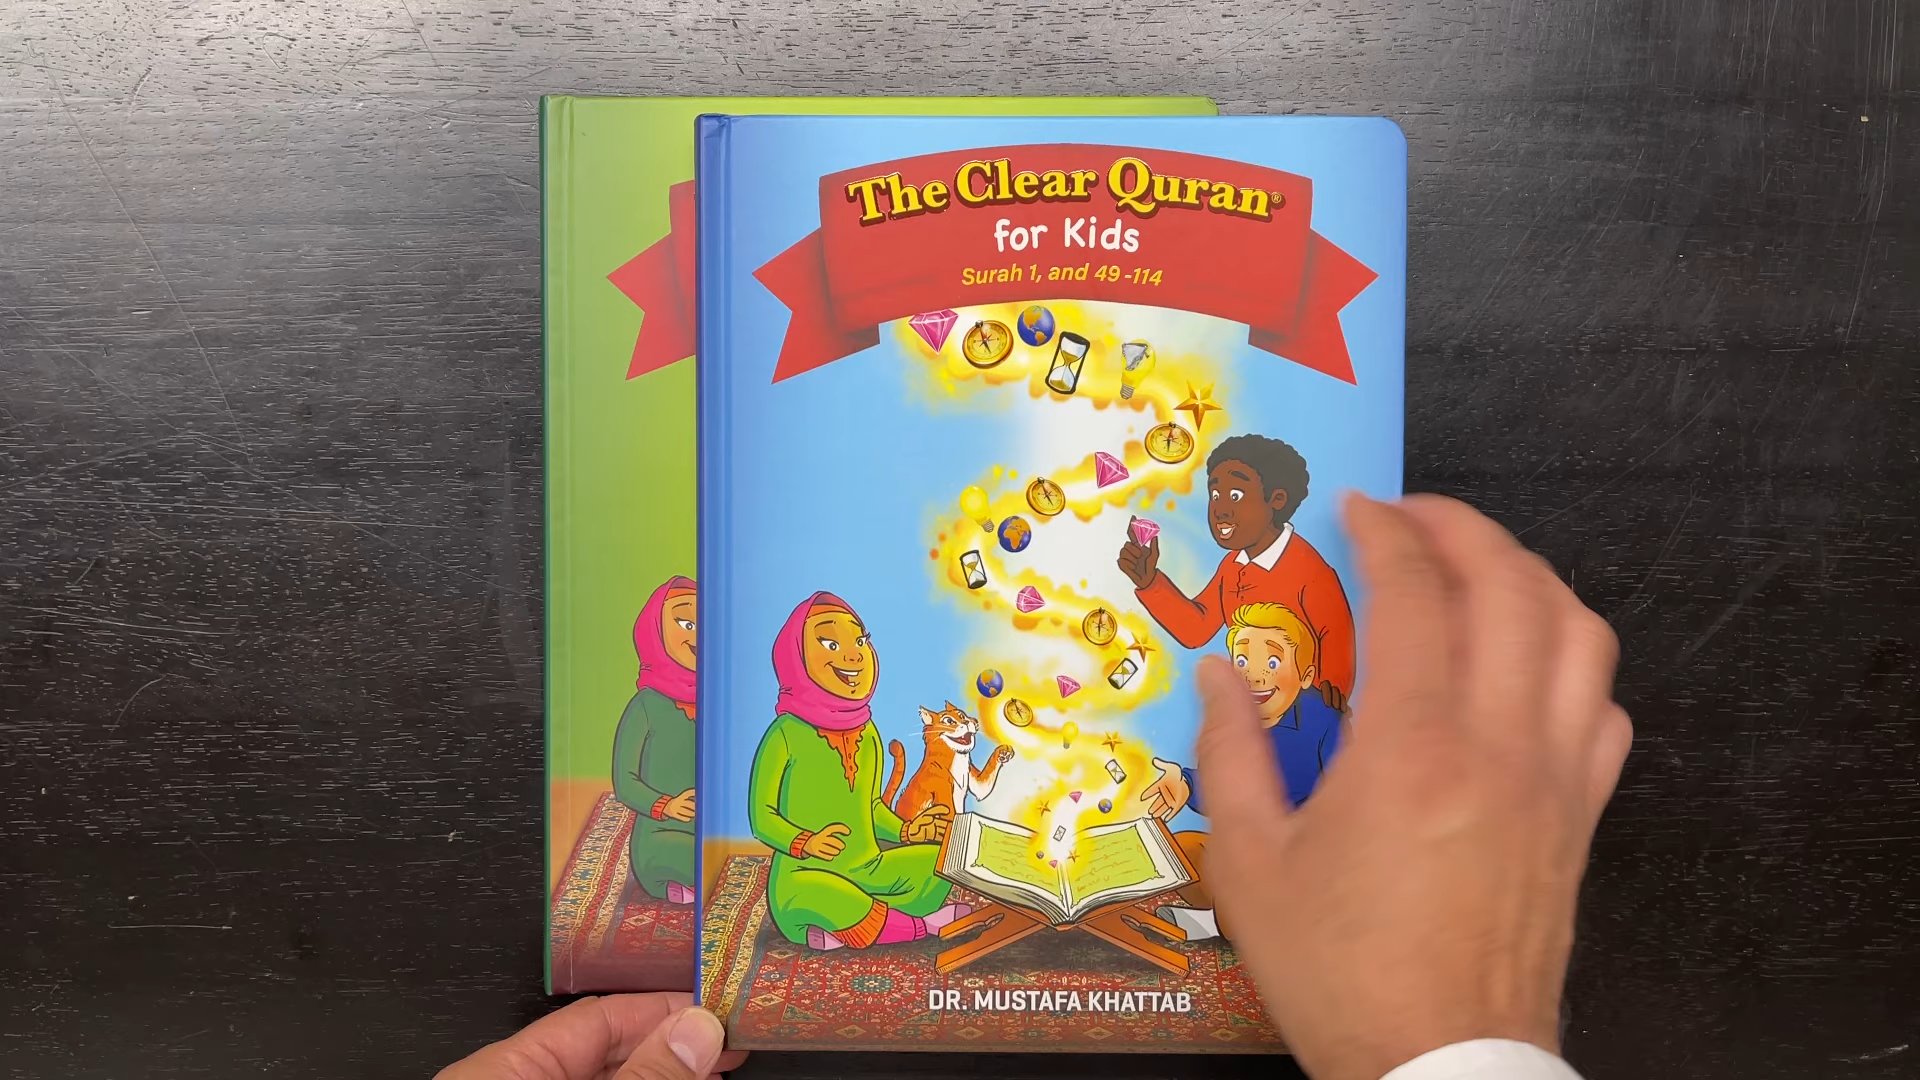 The Clear Quran®
for Kids
Surah 1, and 49-114
DR. MUSTAFA KHATTAB